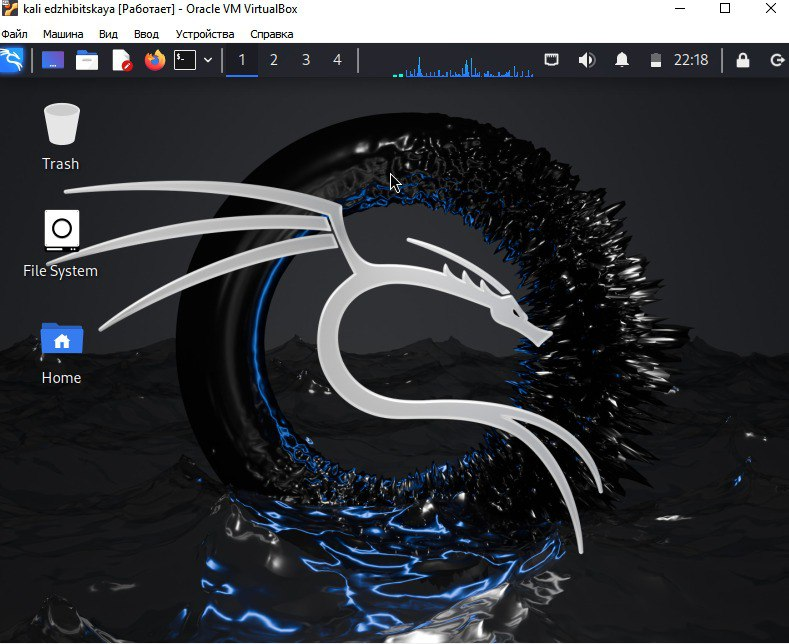 kali edzhibitskaya [Работает] - Oracle VM VirtualBox
Файл Машина Вид Ввод Устройства Справка
1 2 3 4 22:18
Trash
File System
Home